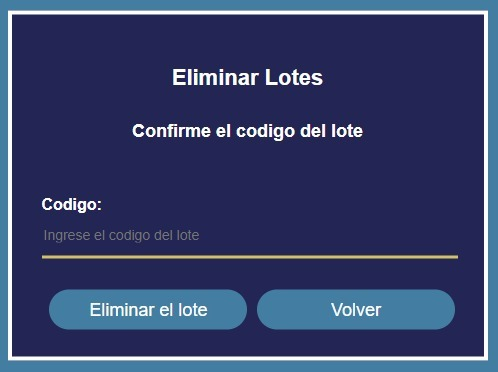 Eliminar Lotes
Confirme el codigo del lote
Codigo:
Ingrese el codigo del lote
Eliminar el lote
Volver